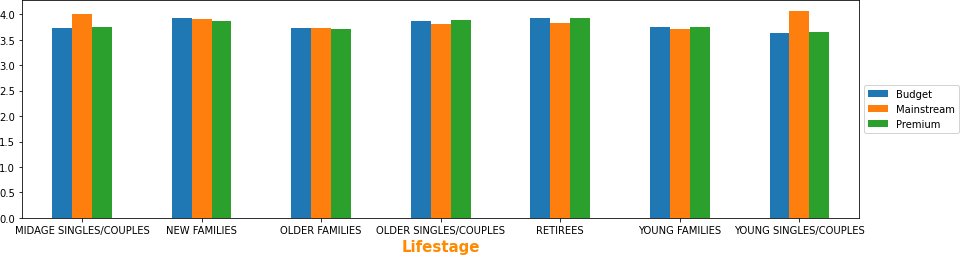 4.0
3.5
3.0
2.5
2.0
1.5
1.0
0.5
0.0
MIDAGE SINGLES/COUPLES NEW FAMILIES OLDER FAMILIES OLDER SINGLES/COUPLES RETIREES YOUNG FAMILIES YOUNG SINGLES/COUPLES
Lifestage
Budget
Mainstream
Premium